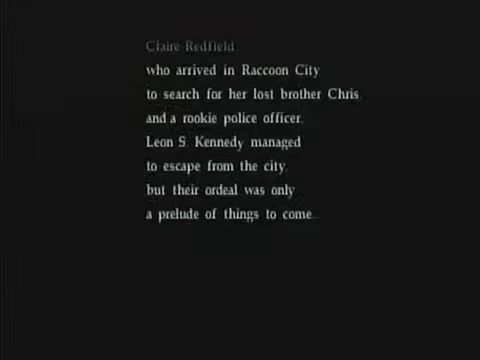 Claire Redfield
who arrived in Raccoon City
to search for her lost brother Chris,
and a rookie police officer,
Leon S. Kennedy managed
to escape from the city,
but their ordeal was only
a prelude of things to come...